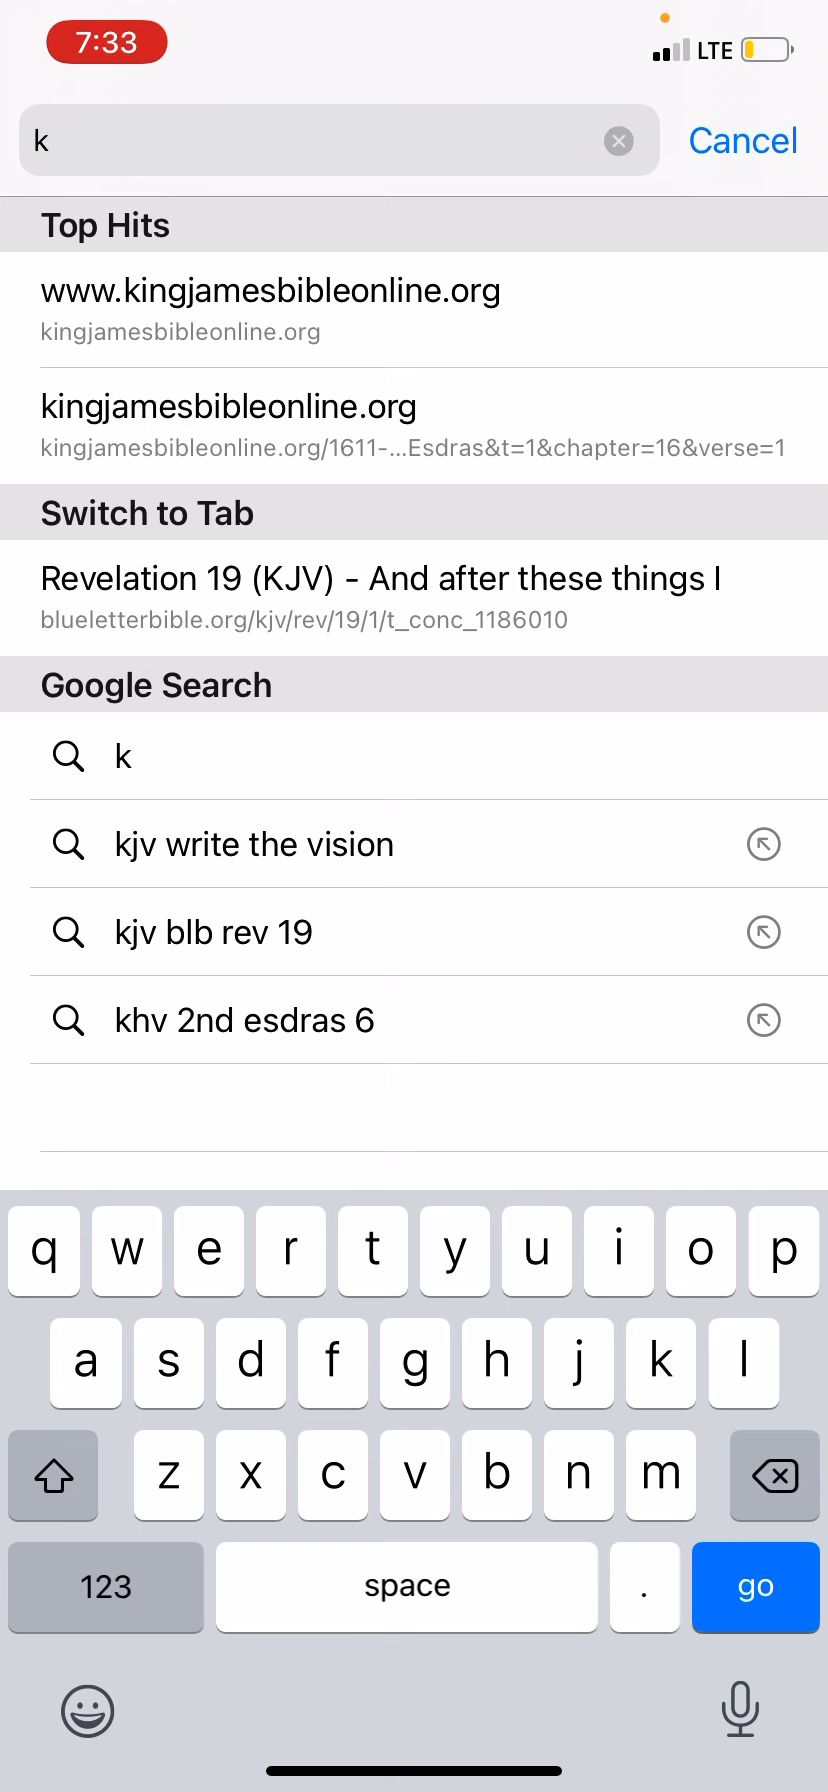 7:33
LTE
k
Cancel
Top Hits
www.kingjamesbibleonline.org
kingjamesbibleonline.org
kingjamesbibleonline.org
kingjamesbibleonline.org/1611-...Esdras&t=1&chapter=16&verse=1
Switch to Tab
Revelation 19 (KJV) - And after these things I
blueletterbible.org/kjv/rev/19/1/t_conc_1186010
Google Search
k
kjv write the vision
kjv blb rev 19
khv 2nd esdras 6
q w e r t y u i o p
a s d f g h j k l
z x c v b n m
123 space . go